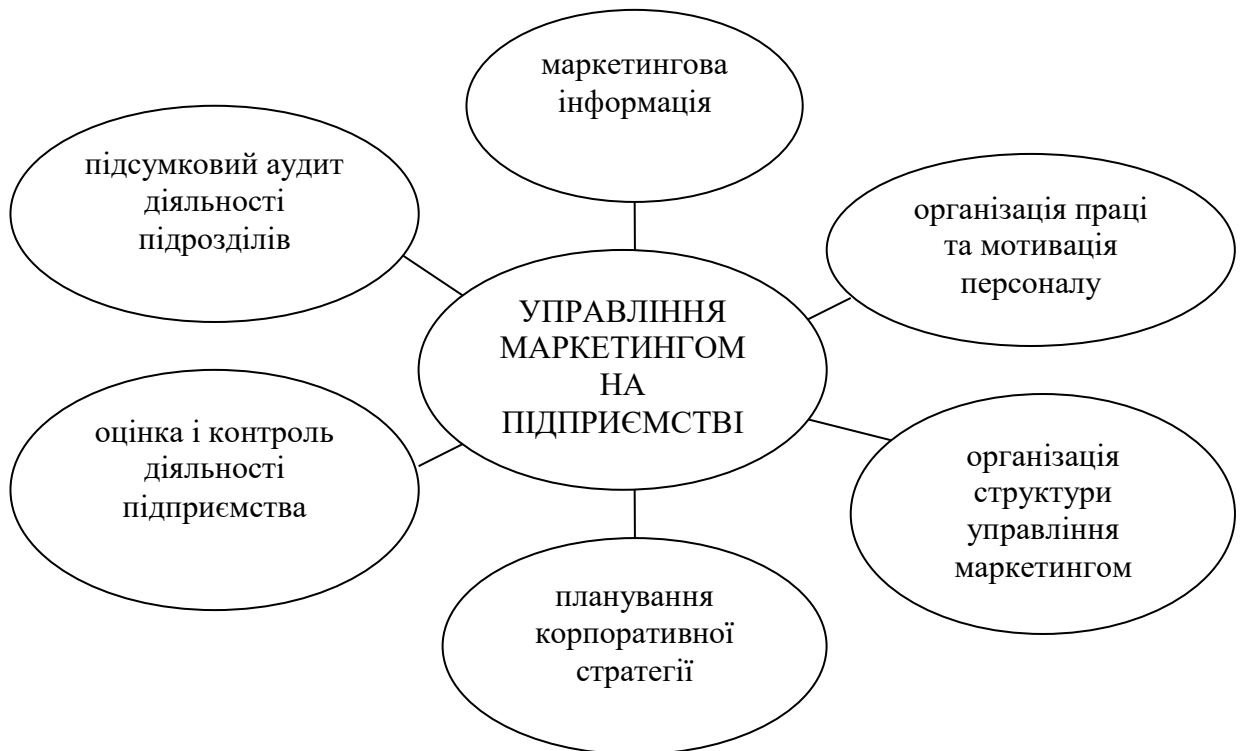 маркетингова
інформація
підсумковий аудит
діяльності
підрозділів
організація праці
та мотивація
персоналу
УПРАВЛІННЯ
МАРКЕТИНГОМ
НА
ПІДПРИЄМСТВІ
оцінка і контроль
діяльності
підприємства
організація
структури
управління
маркетингом
планування
корпоративної
стратегії